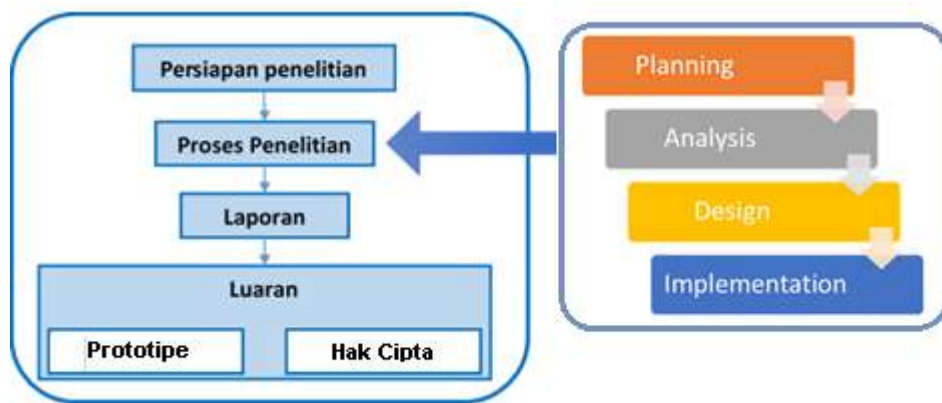 Persiapan penelitian
Proses Penelitian
Laporan
Luaran
Prototipe
Hak Cipta
Planning
Analysis
Design
Implementation